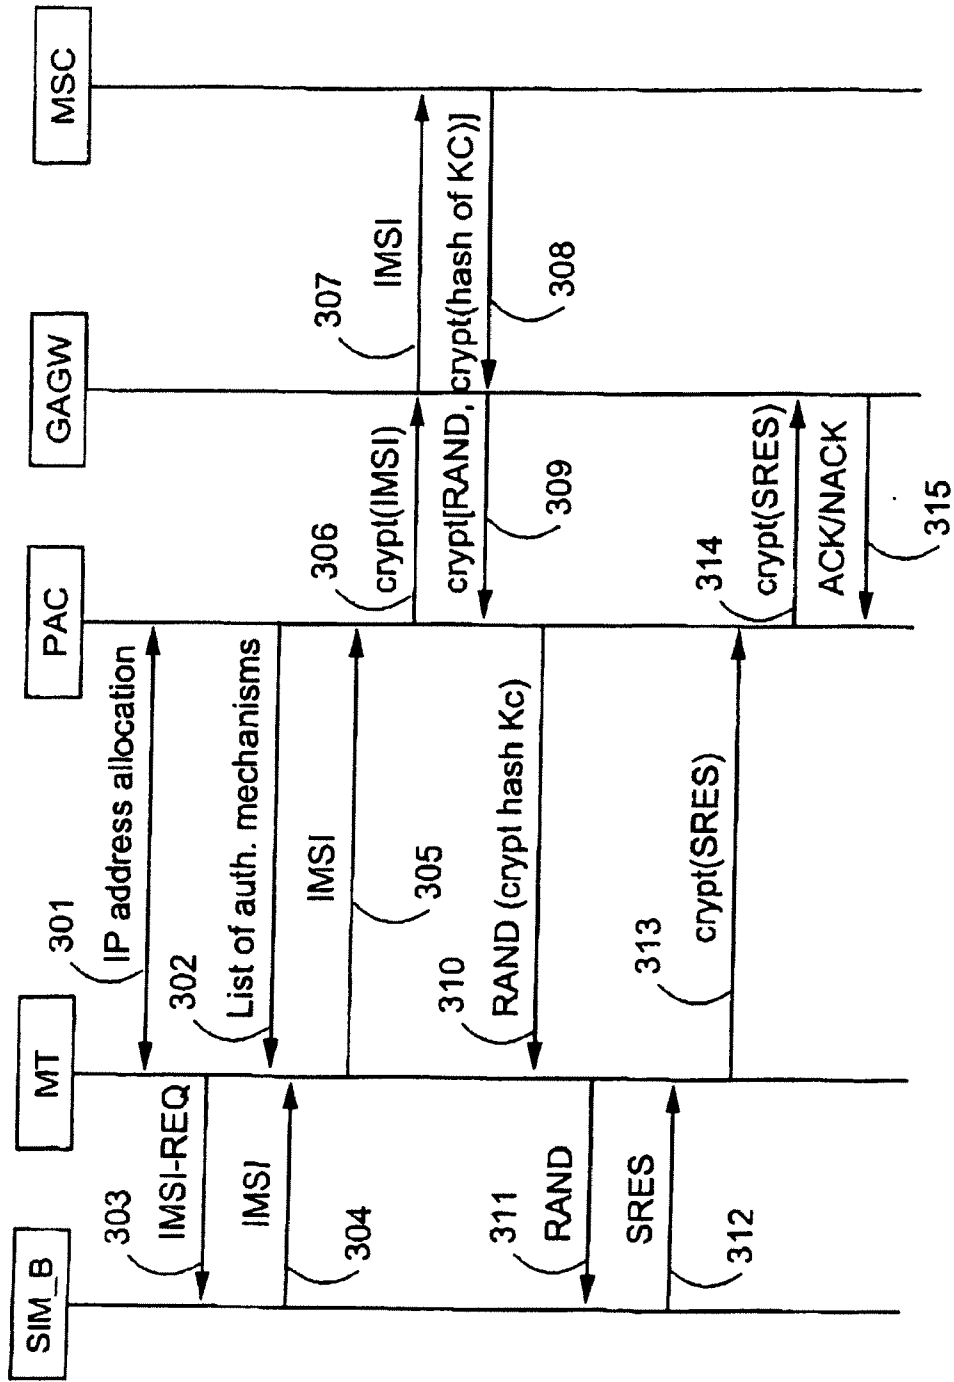 SIM_B
MT
PAC
GAGW
MSC
301
IP address allocation
303
IMSI-REQ
302
List of auth. mechanisms
IMSI
304
IMSI
305
306
crypt(IMSI)
307
IMSI
crypt[RAND, crypt(hash of KC)]
309
308
310
RAND (crypt hash Kc)
311
RAND
SRES
312
313
crypt(SRES)
314
crypt(SRES)
ACK/NACK
315